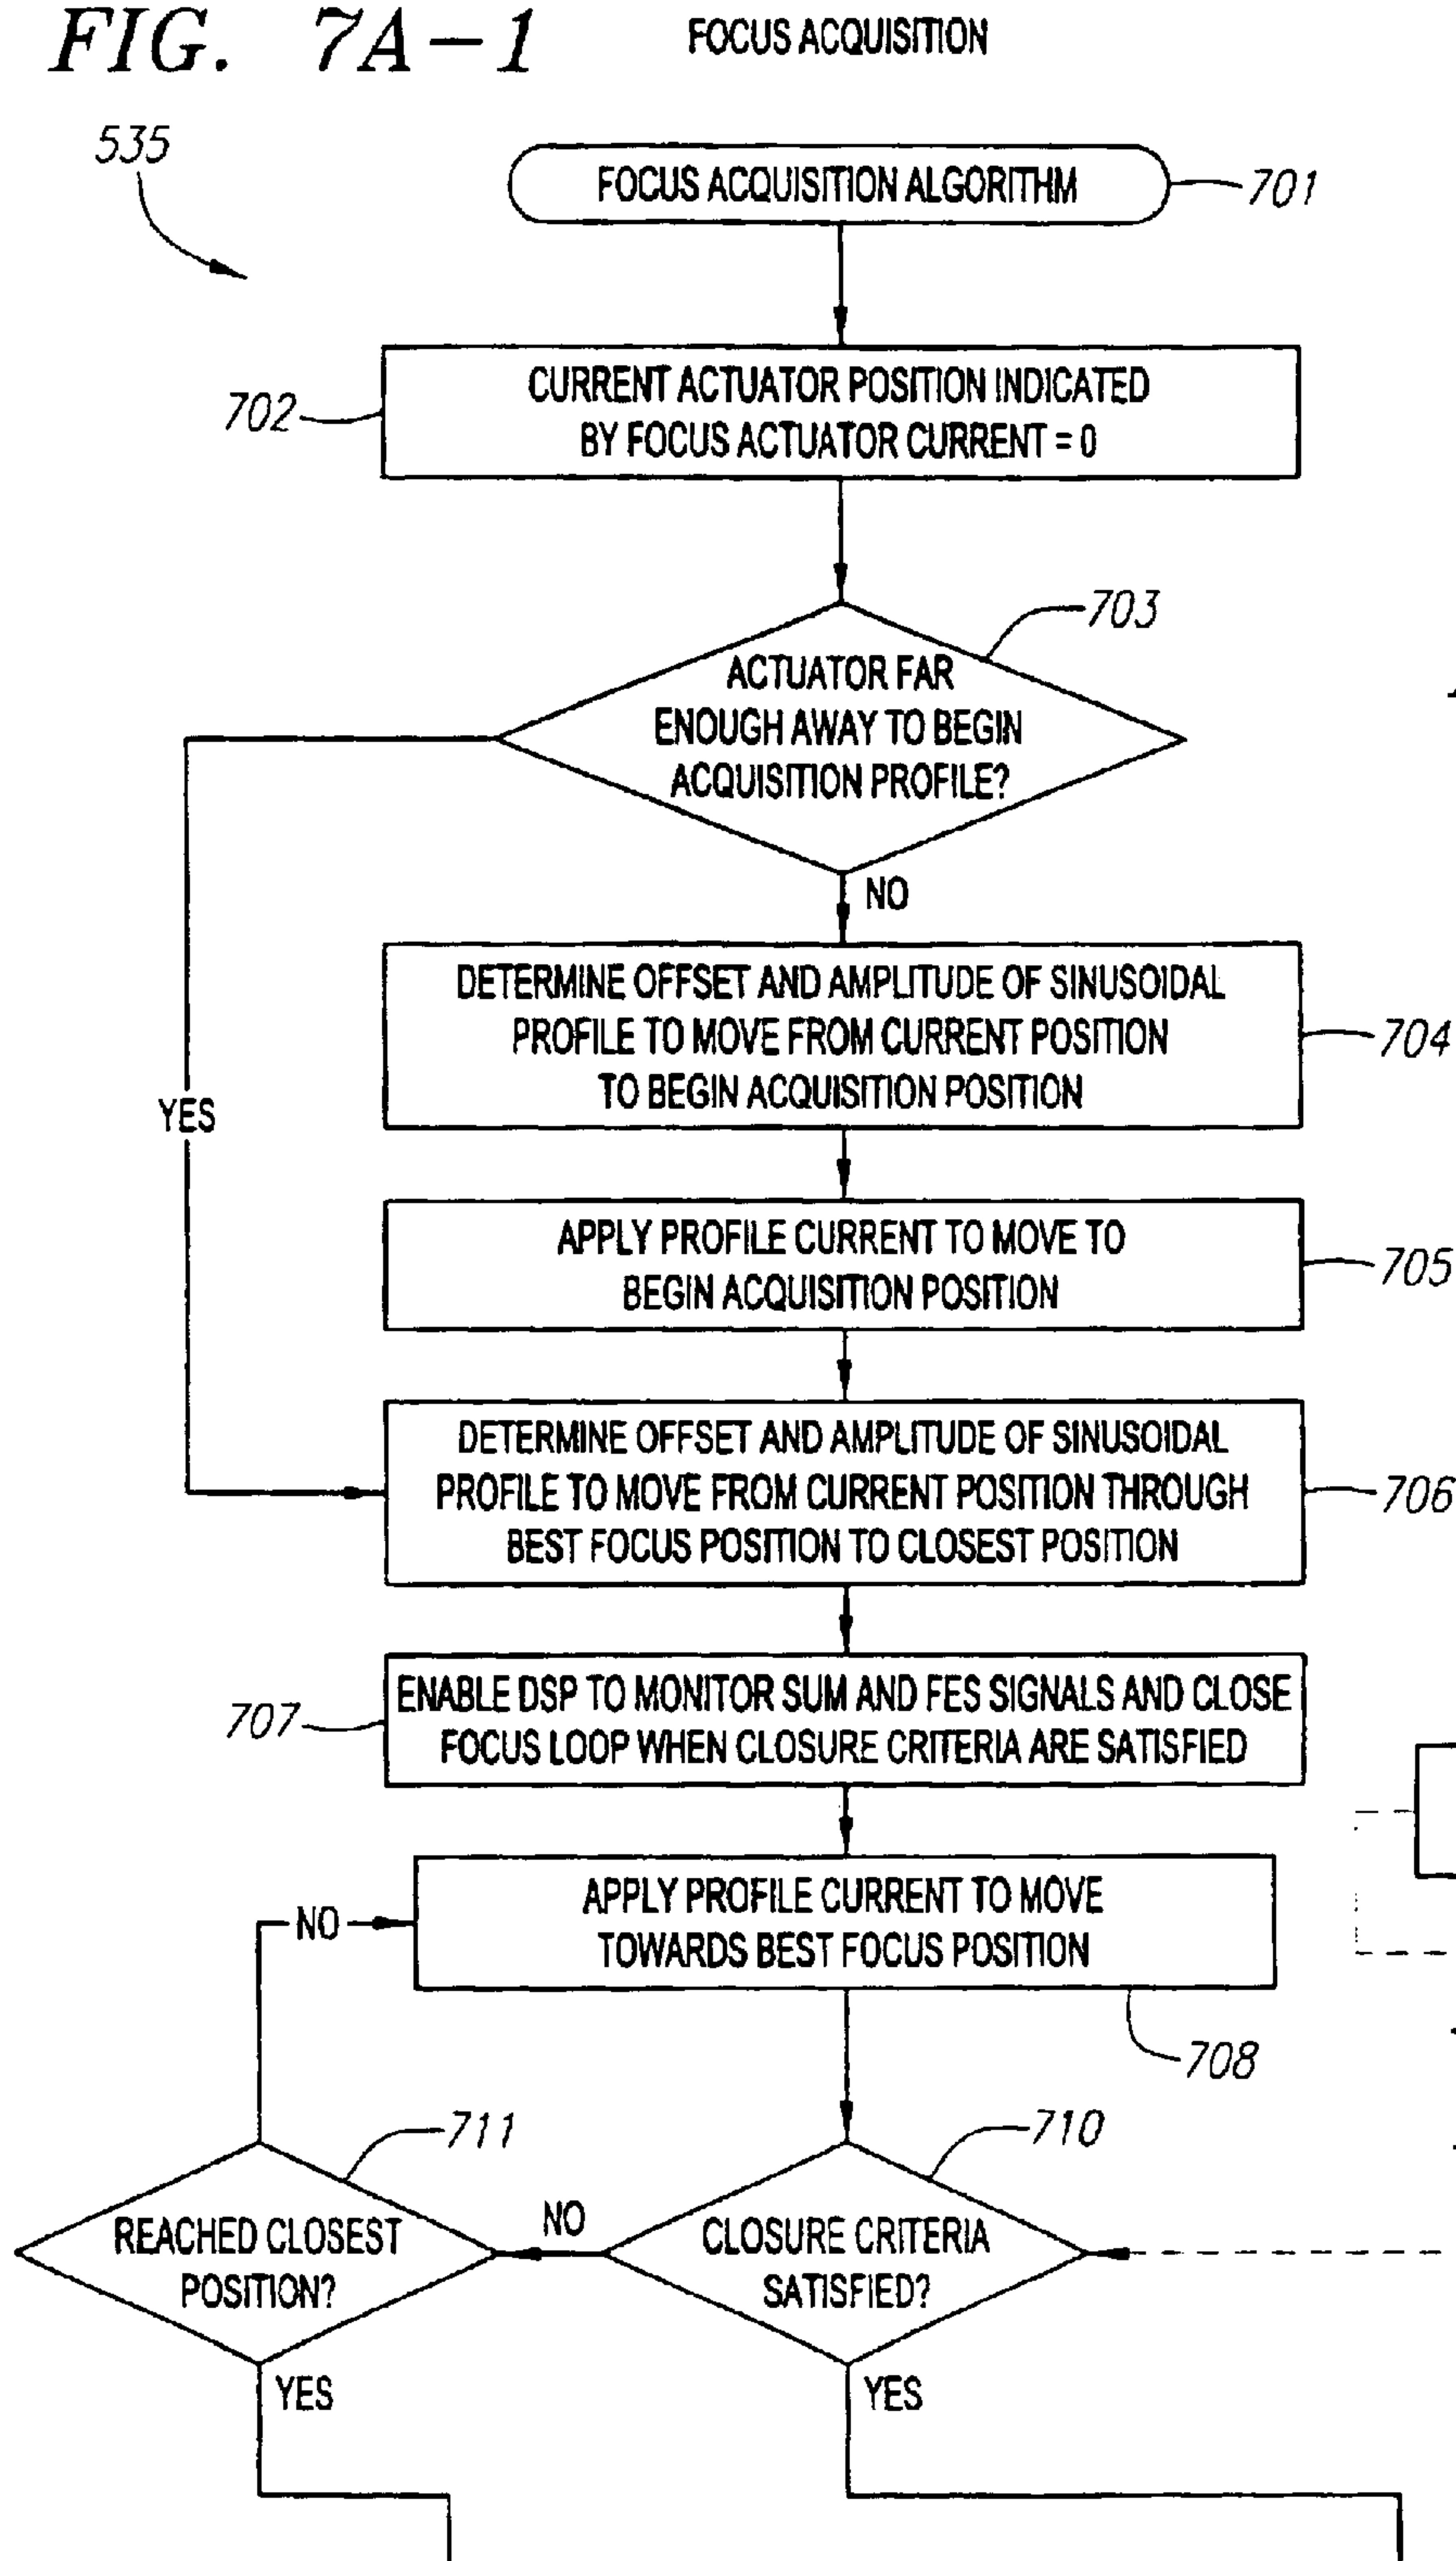 FIG. 7A-1
FOCUS ACQUISITION
535
FOCUS ACQUISITION ALGORITHM
701
CURRENT ACTUATOR POSITION INDICATED
BY FOCUS ACTUATOR CURRENT = 0
702
703
ACTUATOR FAR
ENOUGH AWAY TO BEGIN
ACQUISITION PROFILE?
NO
DETERMINE OFFSET AND AMPLITUDE OF SINUSOIDAL
PROFILE TO MOVE FROM CURRENT POSITION
TO BEGIN ACQUISITION POSITION
704
YES
APPLY PROFILE CURRENT TO MOVE TO
BEGIN ACQUISITION POSITION
705
DETERMINE OFFSET AND AMPLITUDE OF SINUSOIDAL
PROFILE TO MOVE FROM CURRENT POSITION THROUGH
BEST FOCUS POSITION TO CLOSEST POSITION
706
ENABLE DSP TO MONITOR SUM AND FES SIGNALS AND CLOSE
FOCUS LOOP WHEN CLOSURE CRITERIA ARE SATISFIED
707
APPLY PROFILE CURRENT TO MOVE
TOWARDS BEST FOCUS POSITION
NO
708
711
710
REACHED CLOSEST
POSITION?
NO
CLOSURE CRITERIA
SATISFIED?
YES
YES